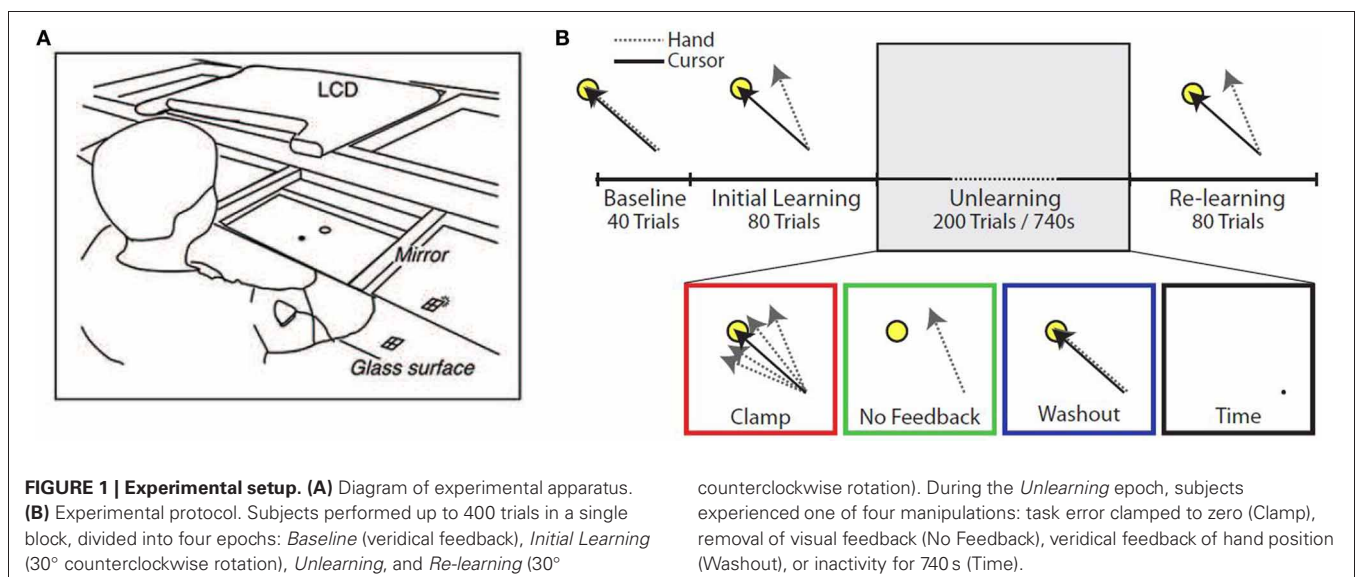 A
LCD
Mirror
Glass surface
B
Hand
Cursor
Baseline
40 Trials
Initial Learning
80 Trials
Unlearning
200 Trials / 740s
Re-learning
80 Trials
Clamp
No Feedback
Washout
Time
FIGURE 1 | Experimental setup. (A) Diagram of experimental apparatus.
(B) Experimental protocol. Subjects performed up to 400 trials in a single
block, divided into four epochs: Baseline (veridical feedback), Initial Learning
(30° counterclockwise rotation), Unlearning, and Re-learning (30°
counterclockwise rotation). During the Unlearning epoch, subjects
experienced one of four manipulations: task error clamped to zero (Clamp),
removal of visual feedback (No Feedback), veridical feedback of hand position
(Washout), or inactivity for 740 s (Time).